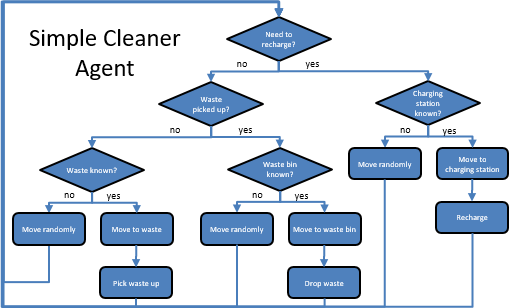 Simple Cleaner
Agent
Need to
recharge?
no
yes
Waste
picked up?
Charging
station
known?
no
yes
no
yes
Waste known?
Waste bin
known?
Move randomly
Move to
charging station
no
yes
no
yes
Move randomly
Move to waste
Move randomly
Move to waste bin
Recharge
Pick waste up
Drop waste